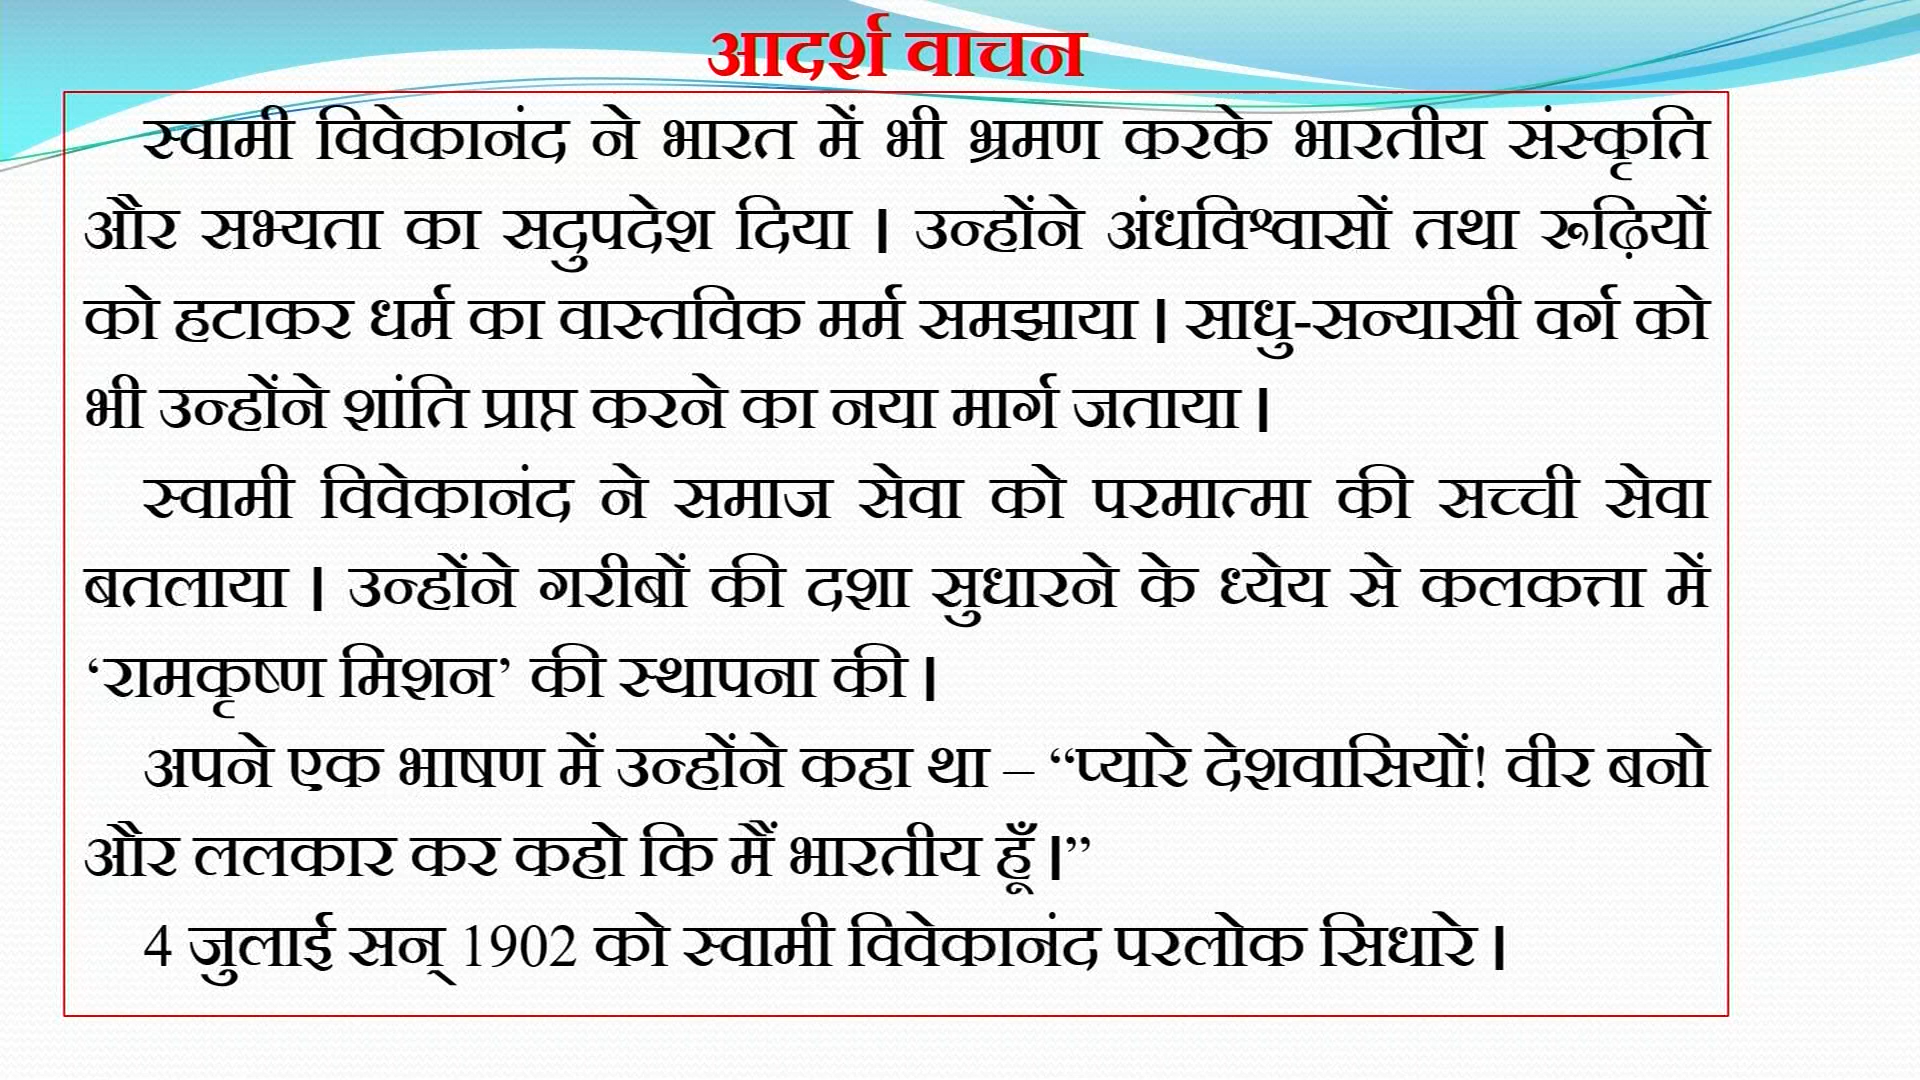 आदर्श वाचन
स्वामी विवेकानंद ने भारत में भी भ्रमण करके भारतीय संस्कृति
और सभ्यता का सदुपदेश दिया । उन्होंने अंधविश्वासों तथा रूढ़ियों
को हटाकर धर्म का वास्तविक मर्म समझाया । साधु-सन्यासी वर्ग को
भी उन्होंने शांति प्राप्त करने का नया मार्ग जताया ।
स्वामी विवेकानंद ने समाज सेवा को परमात्मा की सच्ची सेवा
बतलाया । उन्होंने गरीबों की दशा सुधारने के ध्येय से कलकत्ता में
‘रामकृष्ण मिशन’ की स्थापना की ।
अपने एक भाषण में उन्होंने कहा था – “प्यारे देशवासियों! वीर बनो
और ललकार कर कहो कि मैं भारतीय हूँ ।”
4 जुलाई सन् 1902 को स्वामी विवेकानंद परलोक सिधारे ।